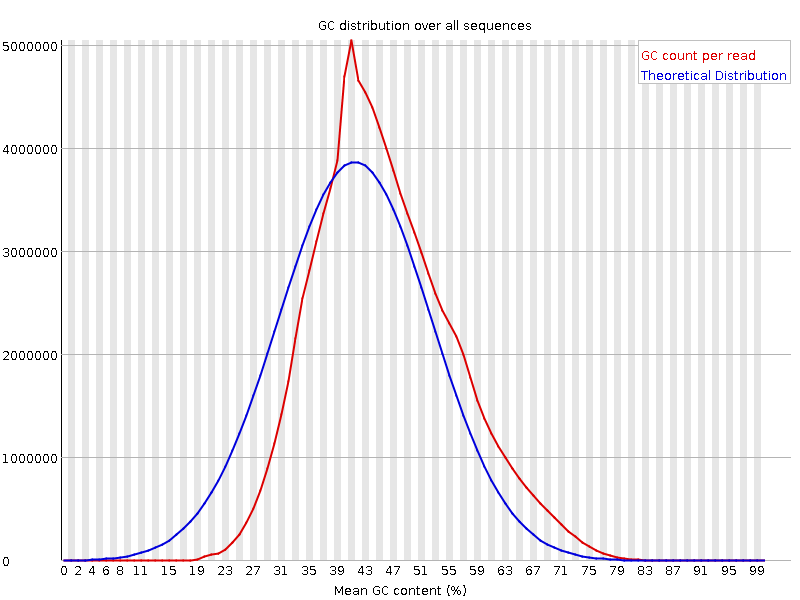 GC distribution over all sequences
GC count per read
Theoretical Distribution
5000000
4000000
3000000
2000000
1000000
0
0 2 4 6 8 11 15 19 23 27 31 35 39 43 47 51 55 59 63 67 71 75 79 83 87 91 95 99
Mean GC content (%)